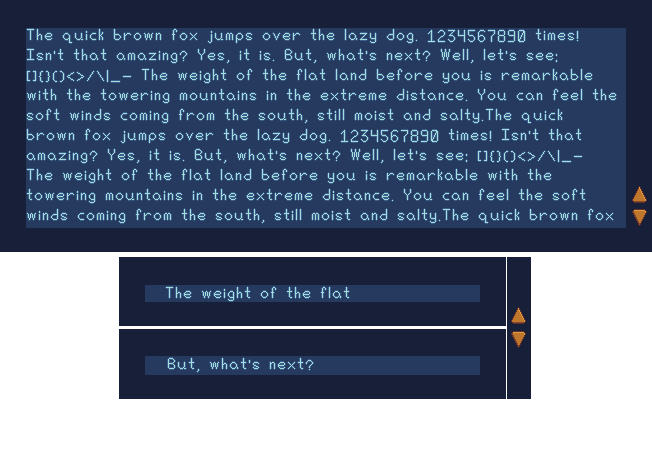 The quick brown fox jumps over the lazy dog. 1234567890 times!
Isn't that amazing? Yes, it is. But, what's next? Well, let's see:
[]{}()<>/\|_- The weight of the flat land before you is remarkable
with the towering mountains in the extreme distance. You can feel the
soft winds coming from the south, still moist and salty.The quick
brown fox jumps over the lazy dog. 1234567890 times! Isn't that
amazing? Yes, it is. But, what's next? Well, let's see: []{}()<>/\|_-
The weight of the flat land before you is remarkable with the
towering mountains in the extreme distance. You can feel the soft
winds coming from the south, still moist and salty.The quick brown fox
The weight of the flat
But, what's next?